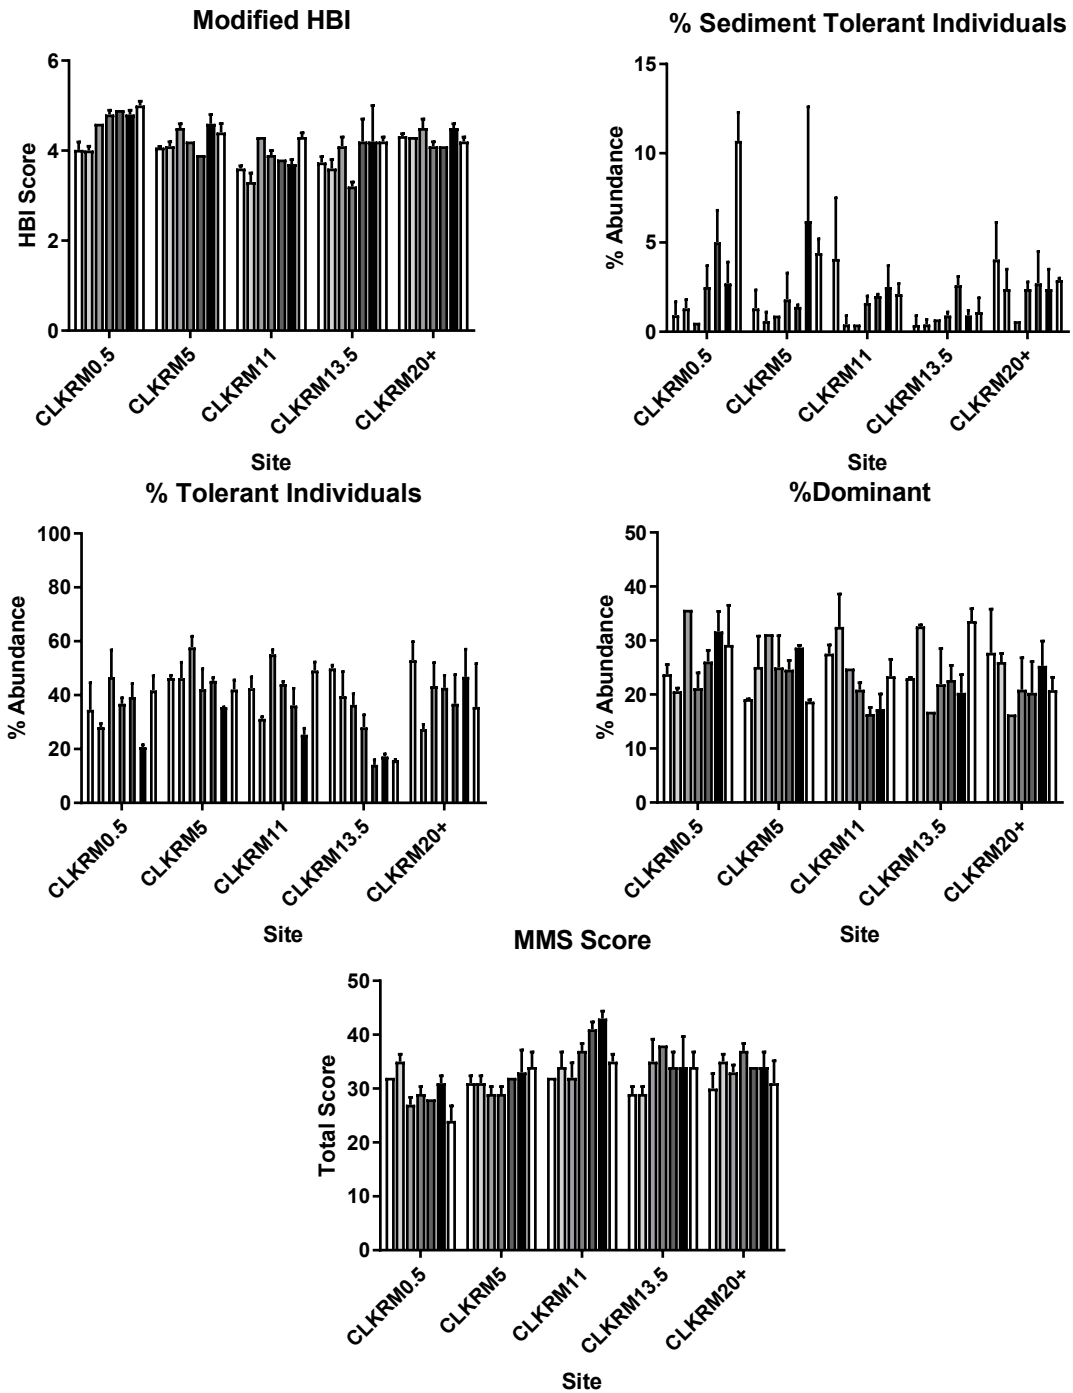 Modified HBI
6
4
2
0
HBI Score
CLKRM0.5
CLKRM5
CLKRM11
CLKRM13.5
CLKRM20+
Site
% Sediment Tolerant Individuals
15
10
5
0
% Abundance
CLKRM0.5
CLKRM5
CLKRM11
CLKRM13.5
CLKRM20+
Site
% Tolerant Individuals
100
80
60
40
20
0
% Abundance
CLKRM0.5
CLKRM5
CLKRM11
CLKRM13.5
CLKRM20+
Site
%Dominant
50
40
30
20
10
0
% Abundance
CLKRM0.5
CLKRM5
CLKRM11
CLKRM13.5
CLKRM20+
Site
MMS Score
50
40
30
20
10
0
Total Score
CLKRM0.5
CLKRM5
CLKRM11
CLKRM13.5
CLKRM20+
Site